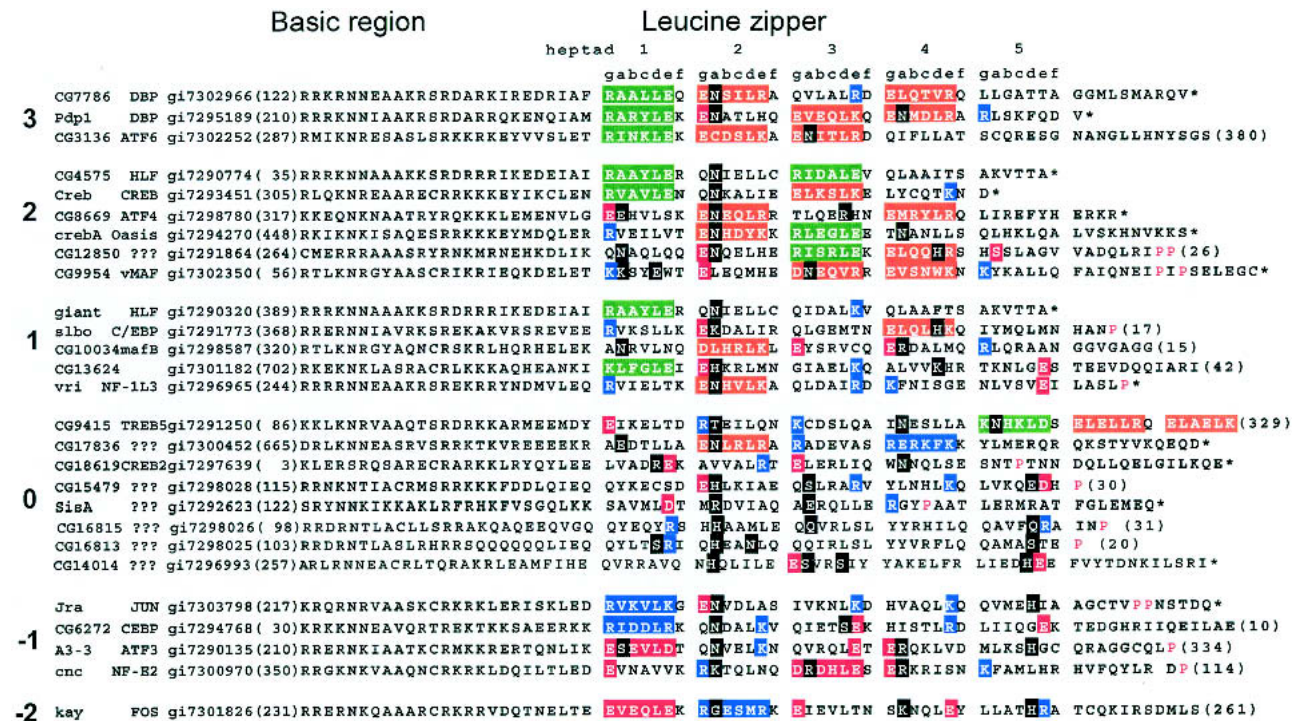 Basic region Leucine zipper
heptad 1 2 3 4 5
gabcdef gabcdef gabcdef gabcdef gabcdef
3
CG7786 DBP gi7302966(122)RRRKNNEAAKRSRDARKIREDRIAF RAALLEQ ENSILRA QVLALRD ELQTVRQ LLGATTA GGMLSMARQV*
Pdp1 DBP gi7295189(210)RRRKNNIAAKRSRDARRQKENQIAM RARYLEK ENATLHQ EVEQLKQ ENMDLRA RLSKFQD V*
CG3136 ATF6 gi7302252(287)RMIKNRESASLSRKKRKEYVVSLET RINKLEK ECDSLKA ENITLRD QIFLLAT SCQRESG NANGLLHNYSGS(380)
2
CG4575 HLF gi7290774( 35)RRRKNNAAAKKSRDRRRIKEDEIAI RAAYLER QNIELLC RIDALEV QLAAITS AKVTTA*
Creb CREB gi7293451(305)RLQKNREAARECRRKKKEYIKCLEN RVAVLEN QNKALIE ELKSLKE LYCQTKN D*
CG8669 ATF4 gi7298780(317)KKEQNKNAATRYRQKKKLEMENVLG EEHVLSK ENEQLRR TLQERHN EMRYLRQ LIREFYH ERKR*
crebA Oasis gi7294270(448)RKIKNKISAQESRRKKKEYMDQLER RVEILVT ENHDYKK RLEGLEE TNANLLS QLHKLQA LVSKHNVKKS*
CG12850 ??? gi7291864(264)CMERRRAAASRYRNKMRNEHKDLIK QNAQLQQ ENQELHE RISRLEK ELQQHRS HSSLAGV VADQLRIPP(26)
CG9954 vMAF gi7302350( 56)RTLKNRGYAASCRIKRIEQKDELET KKSYEWT ELEQMHE DNEQVRR EVSNWKN KYKALLQ FAIQNEIPIPSELEGC*
1
giant HLF gi7290320(389)RRRKNNAAAKKSRDRRRIKEDEIAI RAAYLER QNIELLC QIDALKV QLAAFTS AKVTTA*
slbo C/EBP gi7291773(368)RRERNNIAVRKSREKAKVRSREVEE RVKSLLK EKDALIR QLGEMTN ELQLHKQ IYMQLMN HANP(17)
CG10034mafB gi7298587(320)RTLKNRGYAQNCRSKRLHQRHELEK ANRVLNQ DLHRLKL EYSRVCQ ERDALMQ RLQRAAN GGVGAGG(15)
CG13624 gi7301182(702)RKEKNKLASRACRLKKKAQHEANKI KLFGLEI EHKRLMN GIAELKQ ALVVKHR TKNLGES TEEVDQQIARI(42)
vri NF-1L3 gi7296965(244)RRRRNNEAAKRSREKRRYNDMVLEQ RVIELTK ENHVLKA QLDAIRD KFNISGE NLVSVEI LASLP*
0
CG9415 TREB5gi7291250( 86)KKLKNRVAAQTSRDRKKARMEEMDY EIKELTD RTEILQN KCDSLQA INESLLA KNHKLDS ELELLRQ ELAELK(329)
CG17836 ??? gi7300452(665)DRLKNNEASRVSRRKTKVREEEKRA EDTLLA ENLRLRA RADEVAS RERKFKK YLMERQR QKSTYVKQEQD*
CG18619CREB2gi7297639( 3)KLERSRQSARECRARKKLRYQYLEE LVADREK AVVALRT ELERLIQ WNNQLSE SNTPTNN DQLLQELGILKQE*
CG15479 ??? gi7298028(115)RRNKNTIACRMSRRKKKFDDLQIEQ QYKECSD EHLKIAE QSLRARV YLNHLKQ LVKQEDH P(30)
SisA ??? gi7292623(122)SRYNNKIKKAKLRFRHKFVSGQLKK SAVMLDT MRDVIAQ AERQLLE RGYPAAT LERMRAT FGLEMEQ*
CG16815 ??? gi7298026( 98)RRDRNTLACLLSRRAKQAQEEQVGQ QYEQYRS HHAAMLE QQVRLSL YYRHILQ QAVFQRA INP (31)
CG16813 ??? gi7298025(103)RRDRNTLASLRHRRSQQQQQQLIEQ QYLTSRI QHEANLQ QQIRLSL YYVRFLQ QAMASTE P (20)
CG14014 ??? gi7296993(257)ARLRNNEACRLTQRAKRLEAMFIHE QVRRAVQ NHQLILE ESVRSIY YAKELFR LIEDHEE FVYTDNKILSRI*
-1
Jra JUN gi7303798(217)KRQRNRVAASKCRKRKLERISKLED RVKVLKG ENVDLAS IVKNLKD HVAQLKQ QVMEHIA AGCTVPPNSTDQ*
CG6272 CEBP gi7294768( 30)KRKKNNEAVQRTREKTKKSAEERKK RIDDLRK QNDALKV QIETSEK HISTLRD LIIQGEK TEDGHRIIQEILAE(10)
A3-3 ATF3 gi7290135(210)RRERNKIAAAQCRKRRRERTNQLNIK ESEVLDT QNVELKN QVRQLET ERQKLVD MLKSHGC QRAGGCQLP(334)
cnc NF-E2 gi7300970(350)RRGKNKVAAQNCRKRKLDQILTLED EVNAVVK RKTQLNQ DRDHLES ERKRISN KFAMLHR HVFQYLR DP(114)
-2
kay FOS gi7301826(231)RRERNKQAAARCRKRRVDQTNELTE EVEQLEK RGESMRK EIEVLTN SKNQLEY LLATHRA TCQKIRSDMLS(261)